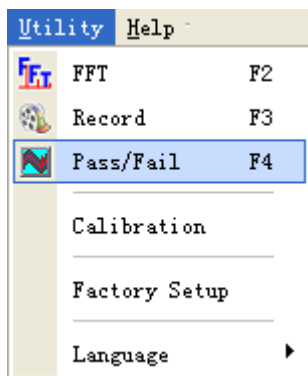 Utility Help
FFT F2
Record F3
Pass/Fail F4
Calibration
Factory Setup
Language